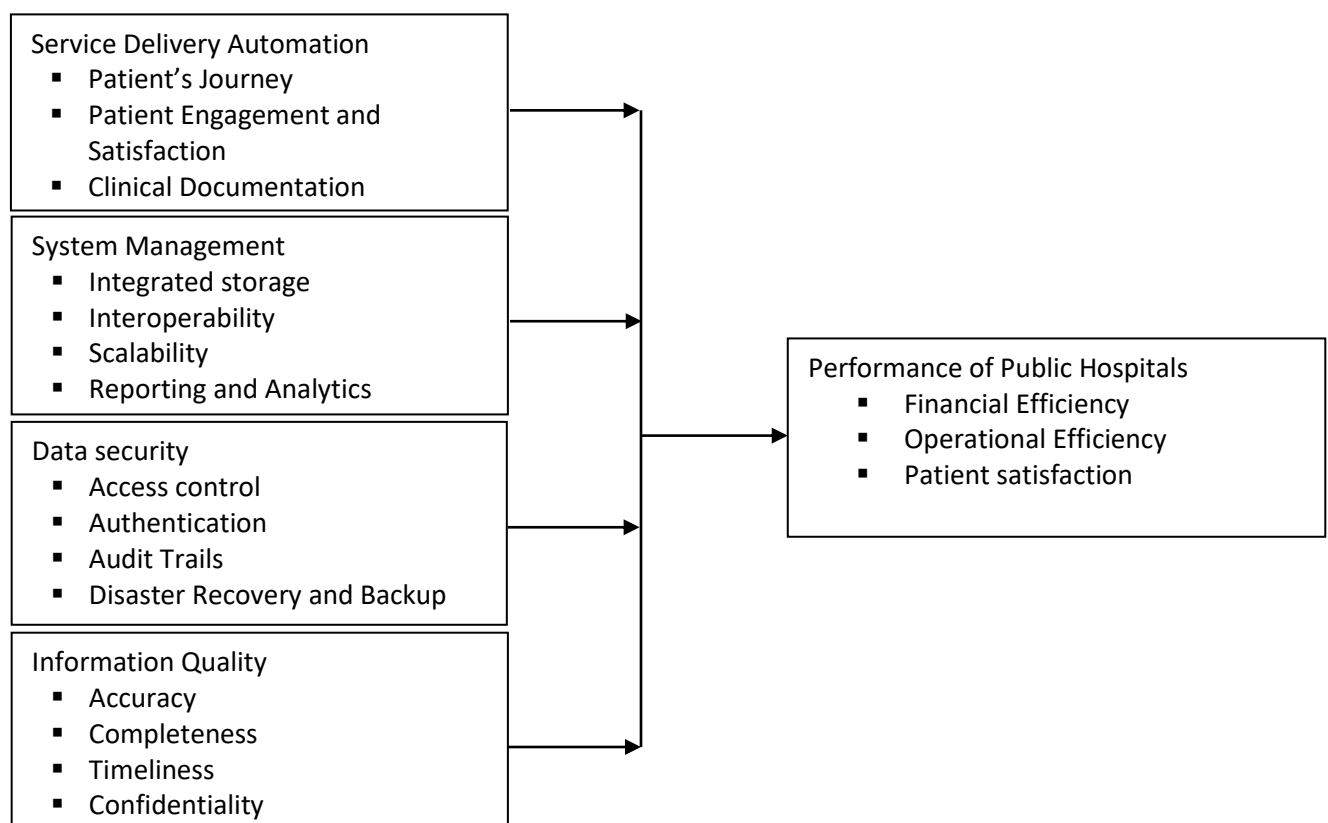 Service Delivery Automation
▪ Patient’s Journey
▪ Patient Engagement and
Satisfaction
▪ Clinical Documentation
System Management
▪ Integrated storage
▪ Interoperability
▪ Scalability
▪ Reporting and Analytics
Data security
▪ Access control
▪ Authentication
▪ Audit Trails
▪ Disaster Recovery and Backup
Information Quality
▪ Accuracy
▪ Completeness
▪ Timeliness
▪ Confidentiality
Performance of Public Hospitals
▪ Financial Efficiency
▪ Operational Efficiency
▪ Patient satisfaction